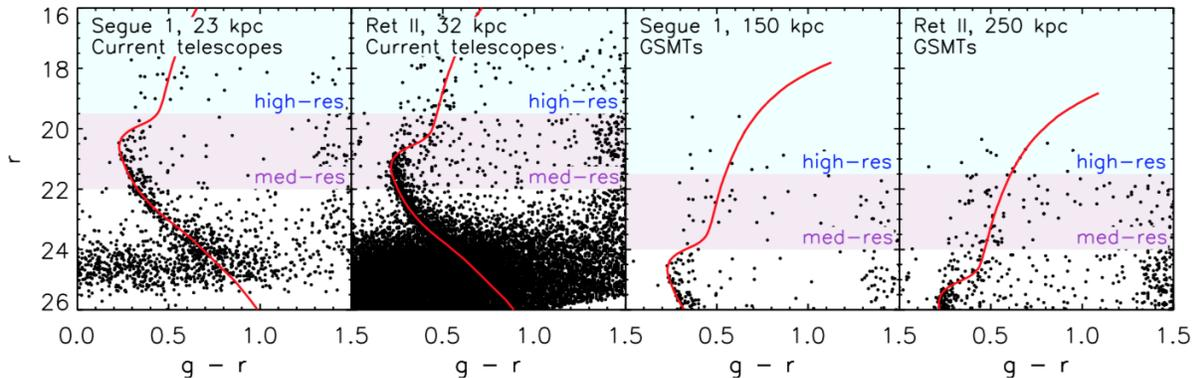 Segue 1, 23 kpc
Current telescopes
high-res
med-res
Ret II, 32 kpc
Current telescopes
high-res
med-res
Segue 1, 150 kpc
GSMTs
high-res
med-res
Ret II, 250 kpc
GSMTs
high-res
med-res
16
18
20
22
24
26
r
0.0 0.5 1.0 1.5 0.5 1.0 1.5 0.5 1.0 1.5 0.5 1.0 1.5
g - r g - r g - r g - r